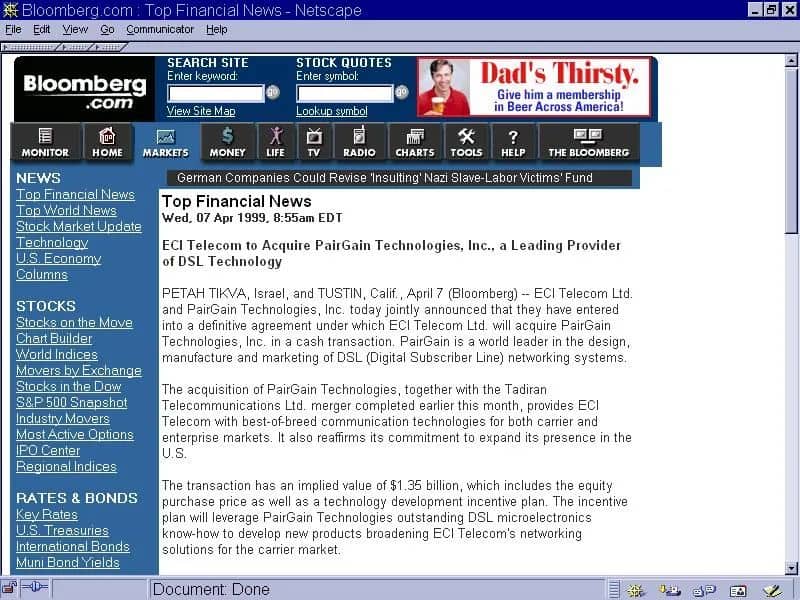 Bloomberg.com : Top Financial News - Netscape
File Edit View Go Communicator Help
Bloomberg
.com
SEARCH SITE
Enter keyword:
go
View Site Map
STOCK QUOTES
Enter symbol:
go
Lookup symbol
Dad's Thirsty.
Give him a membership
in Beer Across America!
MONITOR HOME MARKETS MONEY LIFE TV RADIO CHARTS TOOLS HELP THE BLOOMBERG
German Companies Could Revise 'Insulting' Nazi Slave-Labor Victims' Fund
NEWS
Top Financial News
Top World News
Stock Market Update
Technology
U.S. Economy
Columns
STOCKS
Stocks on the Move
Chart Builder
World Indices
Movers by Exchange
Stocks in the Dow
S&P 500 Snapshot
Industry Movers
Most Active Options
IPO Center
Regional Indices
RATES & BONDS
Key Rates
U.S. Treasuries
International Bonds
Muni Bond Yields
Top Financial News
Wed, 07 Apr 1999, 8:55am EDT
ECI Telecom to Acquire PairGain Technologies, Inc., a Leading Provider
of DSL Technology
PETAH TIKVA, Israel, and TUSTIN, Calif., April 7 (Bloomberg) -- ECI Telecom Ltd.
and PairGain Technologies, Inc. today jointly announced that they have entered
into a definitive agreement under which ECI Telecom Ltd. will acquire PairGain
Technologies, Inc. in a cash transaction. PairGain is a world leader in the design,
manufacture and marketing of DSL (Digital Subscriber Line) networking systems.
The acquisition of PairGain Technologies, together with the Tadiran
Telecommunications Ltd. merger completed earlier this month, provides ECI
Telecom with best-of-breed communication technologies for both carrier and
enterprise markets. It also reaffirms its commitment to expand its presence in the
U.S.
The transaction has an implied value of $1.35 billion, which includes the equity
purchase price as well as a technology development incentive plan. The incentive
plan will leverage PairGain Technologies outstanding DSL microelectronics
know-how to develop new products broadening ECI Telecom's networking
solutions for the carrier market.
Document: Done